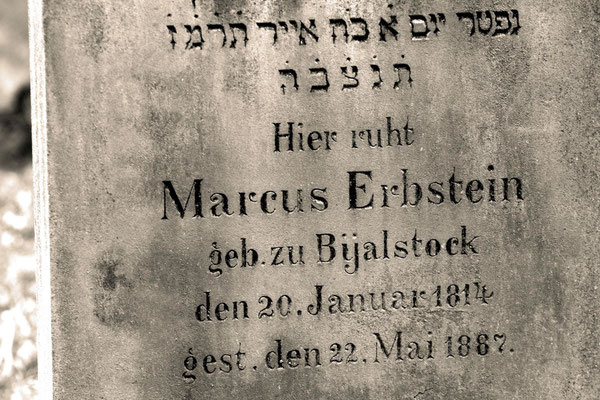 נפטר יום א כח אייר תרמז
תנצבה
Hier ruht
Marcus Erbstein
geb. zu Bijalstock
den 20. Januar 1814
gest. den 22. Mai 1887.